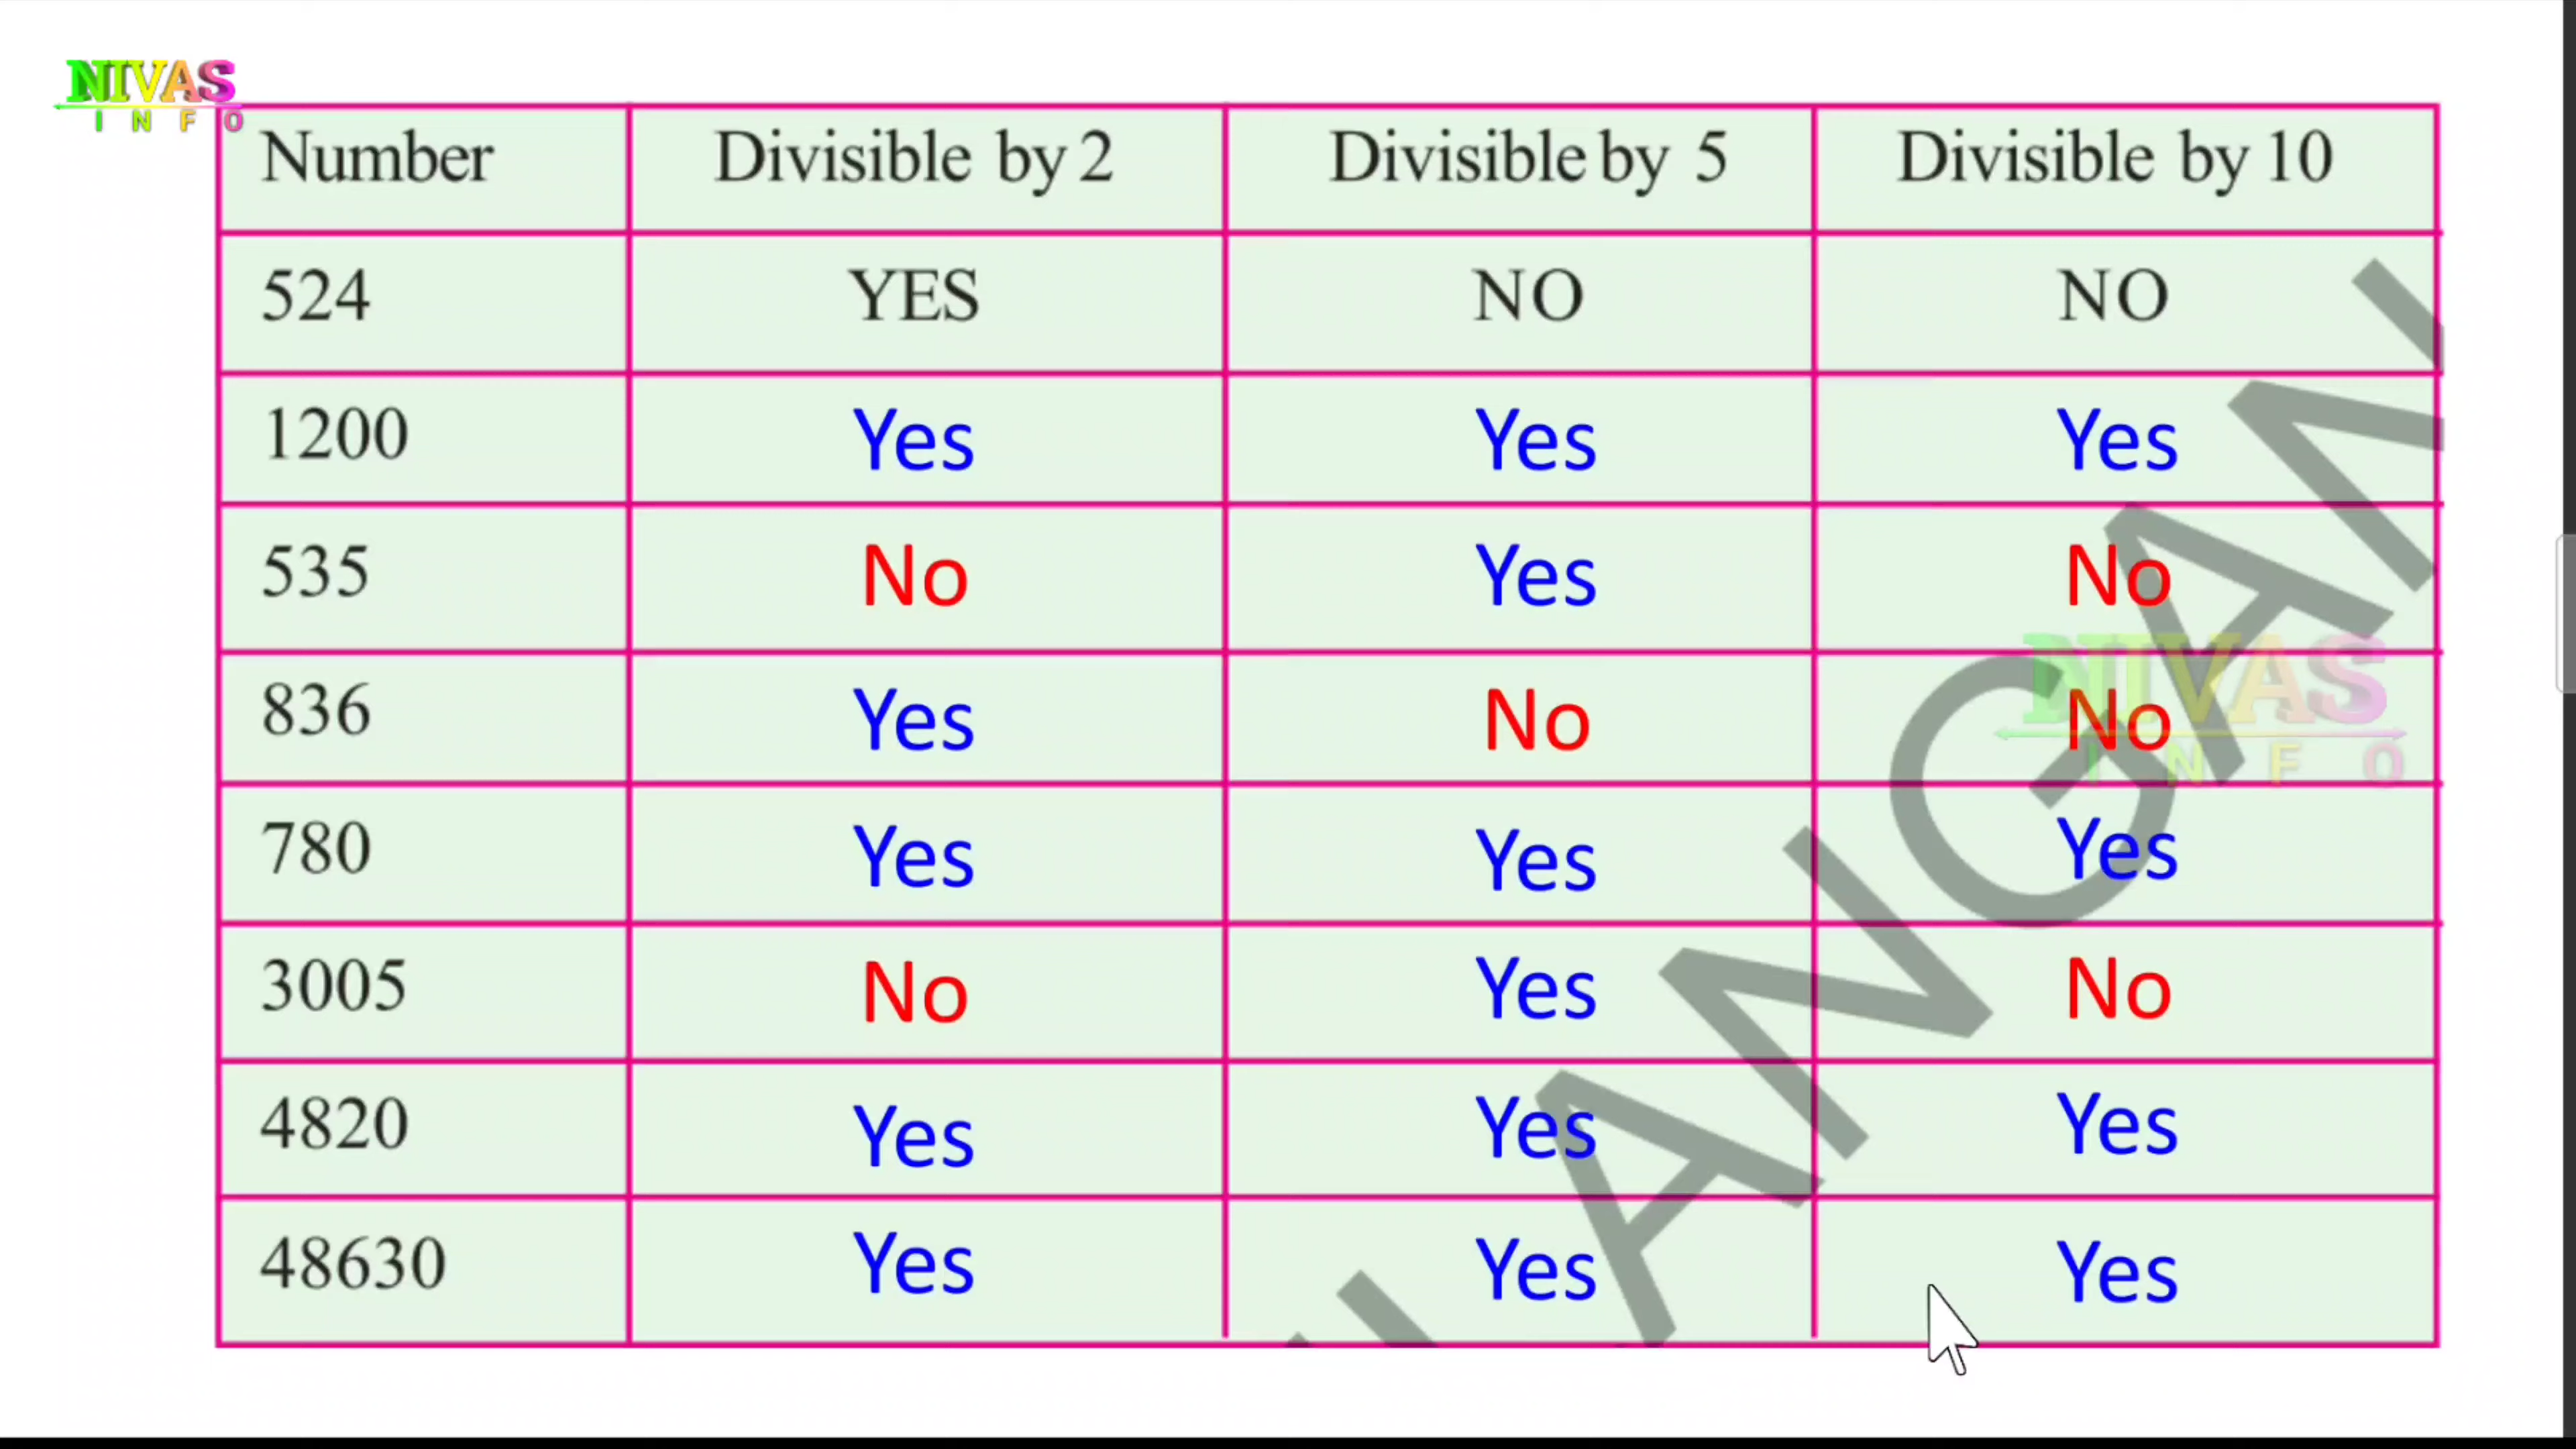 NIVAS
INFO
Number Divisible by 2 Divisible by 5 Divisible by 10
524 YES NO NO
1200 Yes Yes Yes
535 No Yes No
836 Yes No No
780 Yes Yes Yes
3005 No Yes No
4820 Yes Yes Yes
48630 Yes Yes Yes
NIVAS
INFO